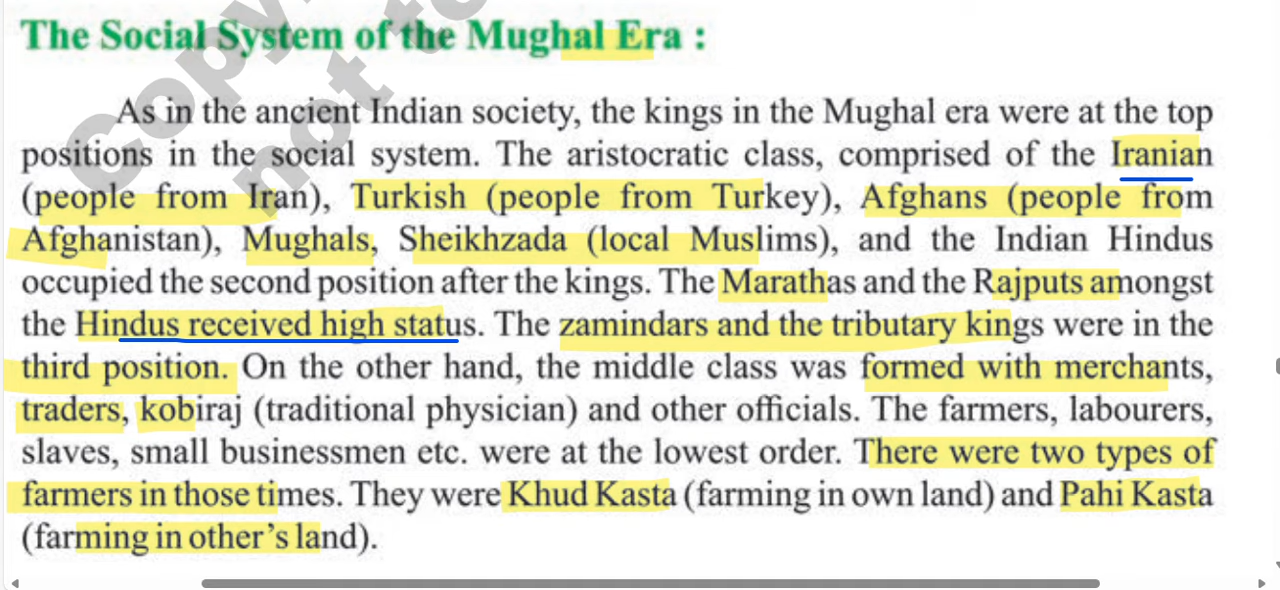 The Social System of the Mughal Era :
As in the ancient Indian society, the kings in the Mughal era were at the top
positions in the social system. The aristocratic class, comprised of the Iranian
(people from Iran), Turkish (people from Turkey), Afghans (people from
Afghanistan), Mughals, Sheikhzada (local Muslims), and the Indian Hindus
occupied the second position after the kings. The Marathas and the Rajputs amongst
the Hindus received high status. The zamindars and the tributary kings were in the
third position. On the other hand, the middle class was formed with merchants,
traders, kobiraj (traditional physician) and other officials. The farmers, labourers,
slaves, small businessmen etc. were at the lowest order. There were two types of
farmers in those times. They were Khud Kasta (farming in own land) and Pahi Kasta
(farming in other's land).
Copy
not to